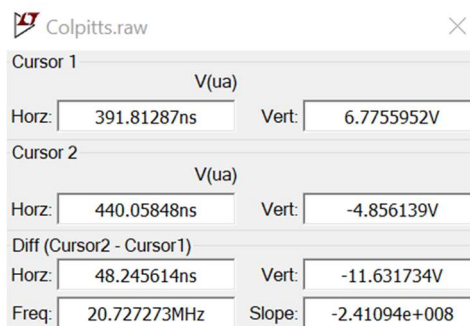 Colpitts.raw
Cursor 1
V(ua)
Horz: 391.81287ns Vert: 6.7755952V
Cursor 2
V(ua)
Horz: 440.05848ns Vert: -4.856139V
Diff (Cursor2 - Cursor1)
Horz: 48.245614ns Vert: -11.631734V
Freq: 20.727273MHz Slope: -2.41094e+008